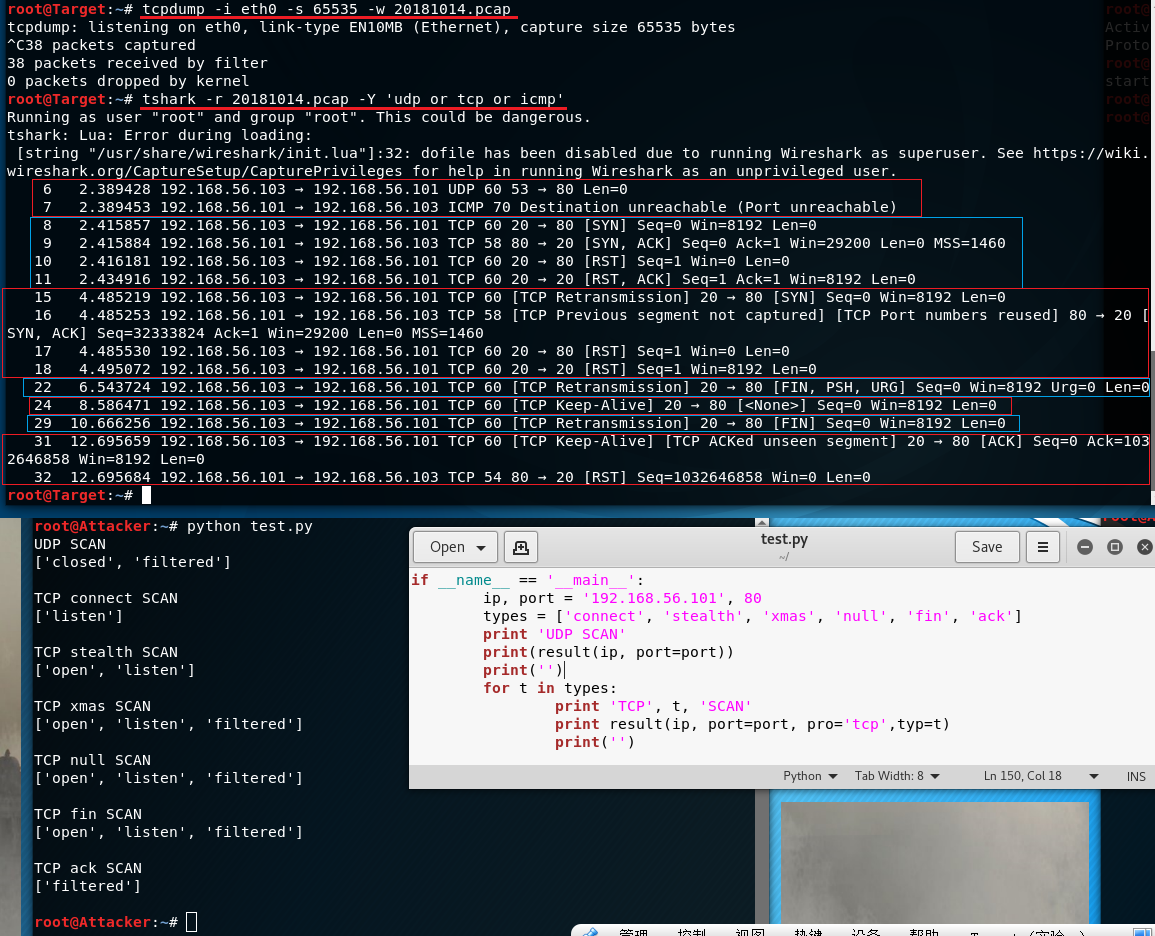 root@Target:~# tcpdump -i eth0 -s 65535 -w 20181014.pcap
tcpdump: listening on eth0, link-type EN10MB (Ethernet), capture size 65535 bytes
^C38 packets captured
38 packets received by filter
0 packets dropped by kernel
root@Target:~# tshark -r 20181014.pcap -Y 'udp or tcp or icmp'
Running as user "root" and group "root". This could be dangerous.
tshark: Lua: Error during loading:
[string "/usr/share/wireshark/init.lua"]:32: dofile has been disabled due to running Wireshark as superuser. See https://wiki.
wireshark.org/CaptureSetup/CapturePrivileges for help in running Wireshark as an unprivileged user.
6 2.389428 192.168.56.103 → 192.168.56.101 UDP 60 53 → 80 Len=0
7 2.389453 192.168.56.101 → 192.168.56.103 ICMP 70 Destination unreachable (Port unreachable)
8 2.415857 192.168.56.103 → 192.168.56.101 TCP 60 20 → 80 [SYN] Seq=0 Win=8192 Len=0
9 2.415884 192.168.56.101 → 192.168.56.103 TCP 58 80 → 20 [SYN, ACK] Seq=0 Ack=1 Win=29200 Len=0 MSS=1460
10 2.416181 192.168.56.103 → 192.168.56.101 TCP 60 20 → 80 [RST] Seq=1 Win=0 Len=0
11 2.434916 192.168.56.103 → 192.168.56.101 TCP 60 20 → 20 [RST, ACK] Seq=1 Ack=1 Win=8192 Len=0
15 4.485219 192.168.56.103 → 192.168.56.101 TCP 60 [TCP Retransmission] 20 → 80 [SYN] Seq=0 Win=8192 Len=0
16 4.485253 192.168.56.101 → 192.168.56.103 TCP 58 [TCP Previous segment not captured] [TCP Port numbers reused] 80 → 20 [
SYN, ACK] Seq=32333824 Ack=1 Win=29200 Len=0 MSS=1460
17 4.485530 192.168.56.103 → 192.168.56.101 TCP 60 20 → 80 [RST] Seq=1 Win=0 Len=0
18 4.495072 192.168.56.103 → 192.168.56.101 TCP 60 20 → 20 [RST] Seq=1 Win=8192 Len=0
22 6.543724 192.168.56.103 → 192.168.56.101 TCP 60 [TCP Retransmission] 20 → 80 [FIN, PSH, URG] Seq=0 Win=8192 Urg=0 Len=0
24 8.586471 192.168.56.103 → 192.168.56.101 TCP 60 [TCP Keep-Alive] 20 → 80 [<None>] Seq=0 Win=8192 Len=0
29 10.666256 192.168.56.103 → 192.168.56.101 TCP 60 [TCP Retransmission] 20 → 80 [FIN] Seq=0 Win=8192 Len=0
31 12.695659 192.168.56.103 → 192.168.56.101 TCP 60 [TCP Keep-Alive] [TCP ACKed unseen segment] 20 → 80 [ACK] Seq=0 Ack=103
2646858 Win=8192 Len=0
32 12.695684 192.168.56.101 → 192.168.56.103 TCP 54 80 → 20 [RST] Seq=1032646858 Win=0 Len=0
root@Target:~#
root@
Activ
Proto
root@
start
root@
root@
root@Attacker:~# python test.py
UDP SCAN
['closed', 'filtered']
TCP connect SCAN
['listen']
TCP stealth SCAN
['open', 'listen']
TCP xmas SCAN
['open', 'listen', 'filtered']
TCP null SCAN
['open', 'listen', 'filtered']
TCP fin SCAN
['open', 'listen', 'filtered']
TCP ack SCAN
['filtered']
root@Attacker:~#
Open
test.py
~/
Save
if __name__ == '__main__':
ip, port = '192.168.56.101', 80
types = ['connect', 'stealth', 'xmas', 'null', 'fin', 'ack']
print 'UDP SCAN'
print(result(ip, port=port))
print('')
for t in types:
print 'TCP', t, 'SCAN'
print result(ip, port=port, pro='tcp',typ=t)
print('')
Python Tab Width: 8 Ln 150, Col 18 INS
管理 控制 视图 热键 设备 帮助